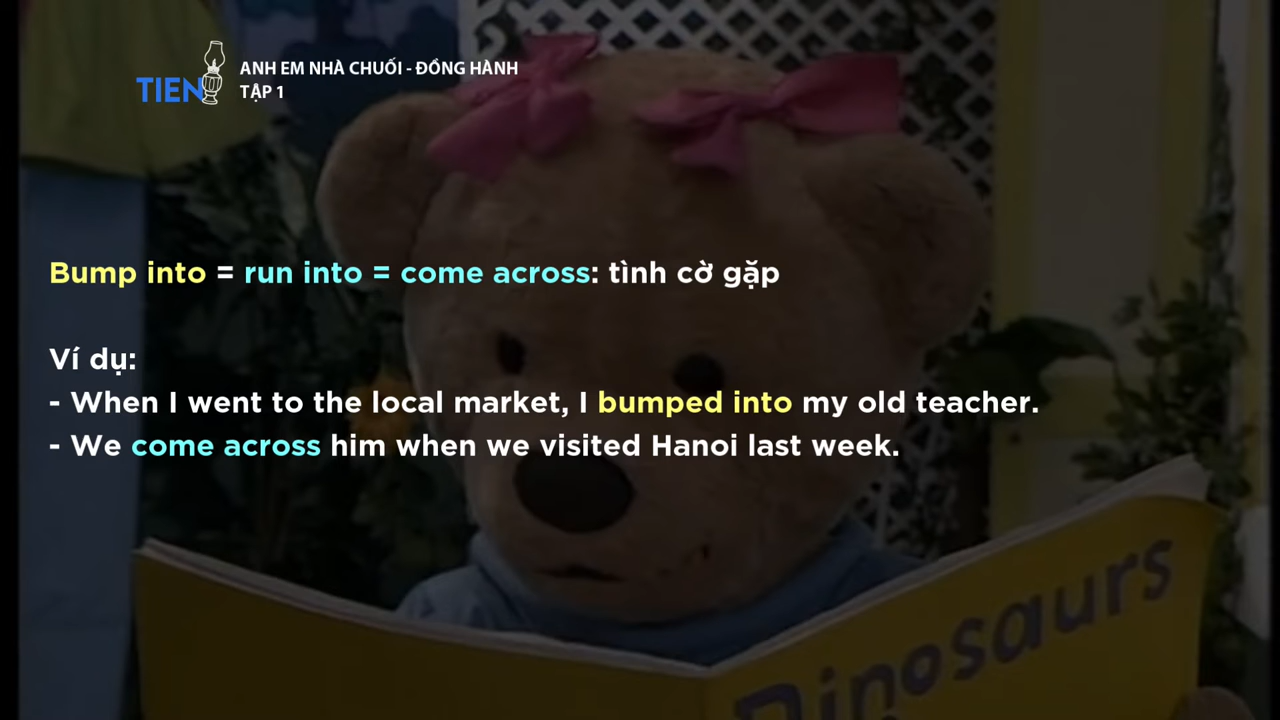 TIEN
ANH EM NHÀ CHUỐI - ĐỒNG HÀNH
TẬP 1
Bump into = run into = come across: tình cờ gặp
Ví dụ:
- When I went to the local market, I bumped into my old teacher.
- We come across him when we visited Hanoi last week.
Dinosaurs